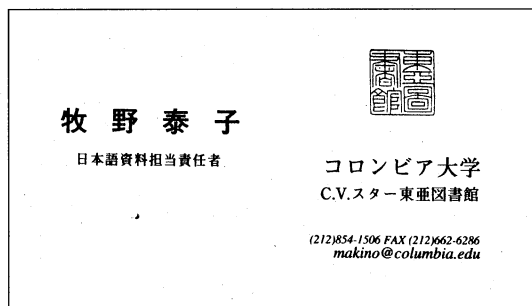 東亞圖書館
牧野泰子
日本語資料担当責任者
コロンビア大学
C.V.スター東亜図書館
(212)854-1506 FAX (212)662-6286
makino@columbia.edu